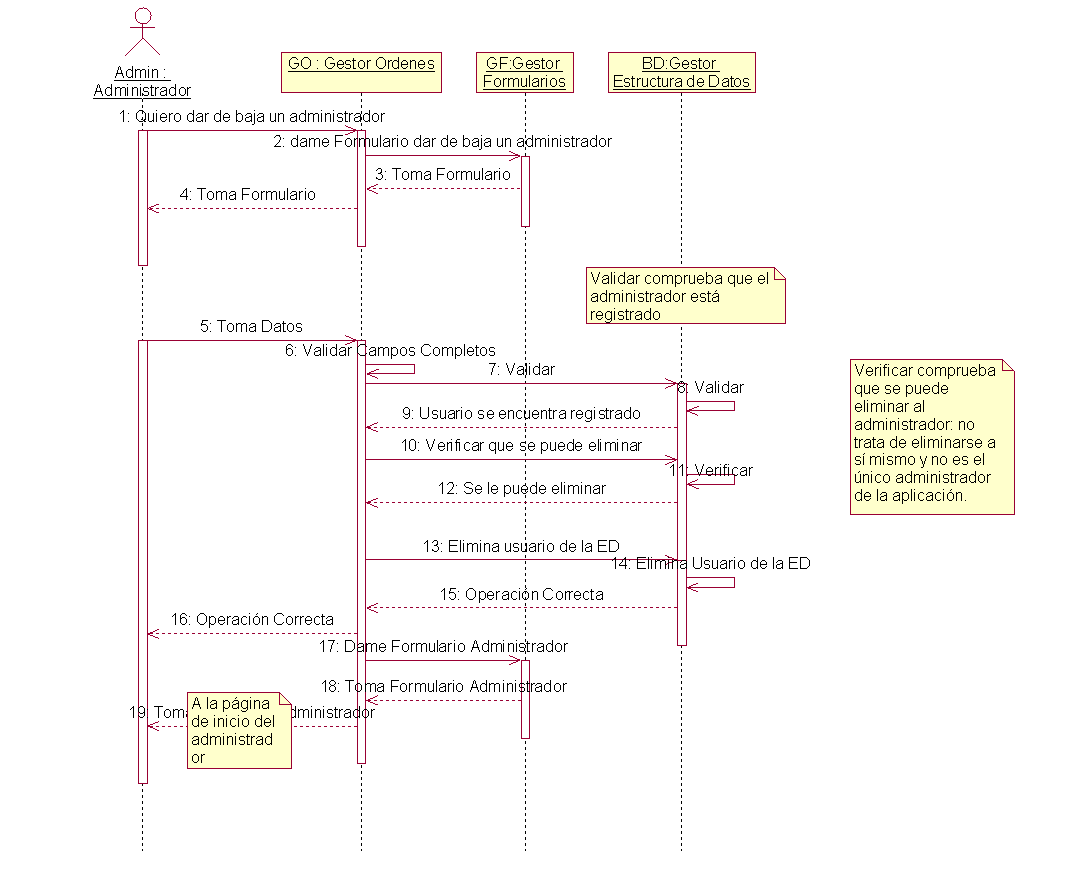 Admin :
Administrador
GO : Gestor Ordenes
GF:Gestor
Formularios
BD:Gestor
Estructura de Datos
1: Quiero dar de baja un administrador
2: dame Formulario dar de baja un administrador
3: Toma Formulario
4: Toma Formulario
Validar comprueba que el
administrador está
registrado
5: Toma Datos
6: Validar Campos Completos
7: Validar
8: Validar
Verificar comprueba
que se puede
eliminar al
administrador: no
trata de eliminarse a
sí mismo y no es el
único administrador
de la aplicación.
9: Usuario se encuentra registrado
10: Verificar que se puede eliminar
11: Verificar
12: Se le puede eliminar
13: Elimina usuario de la ED
14: Elimina Usuario de la ED
15: Operación Correcta
16: Operación Correcta
17: Dame Formulario Administrador
18: Toma Formulario Administrador
19: Toma dministrador
A la página
de inicio del
administrad
or